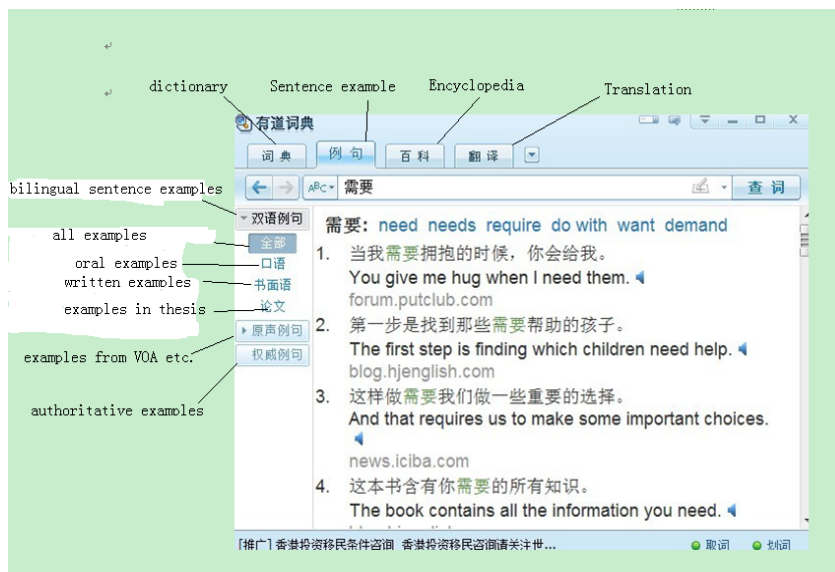 dictionary Sentence example Encyclopedia Translation
有道词典
词典 例句 百科 翻译
ABC 需要 查词
bilingual sentence examples
双语例句
all examples
全部
oral examples
口语
written examples
书面语
examples in thesis
论文
examples from VOA etc.
原声例句
authoritative examples
权威例句
需要: need needs require do with want demand
1. 当我需要拥抱的时候，你会给我。
You give me hug when I need them.
forum.putclub.com
2. 第一步是找到那些需要帮助的孩子。
The first step is finding which children need help.
blog.hjenglish.com
3. 这样做需要我们做一些重要的选择。
And that requires us to make some important choices.
news.iciba.com
4. 这本书含有你需要的所有知识。
The book contains all the information you need.
[推广] 香港投资移民条件咨询 香港投资移民咨询请关注世... 取词 划词